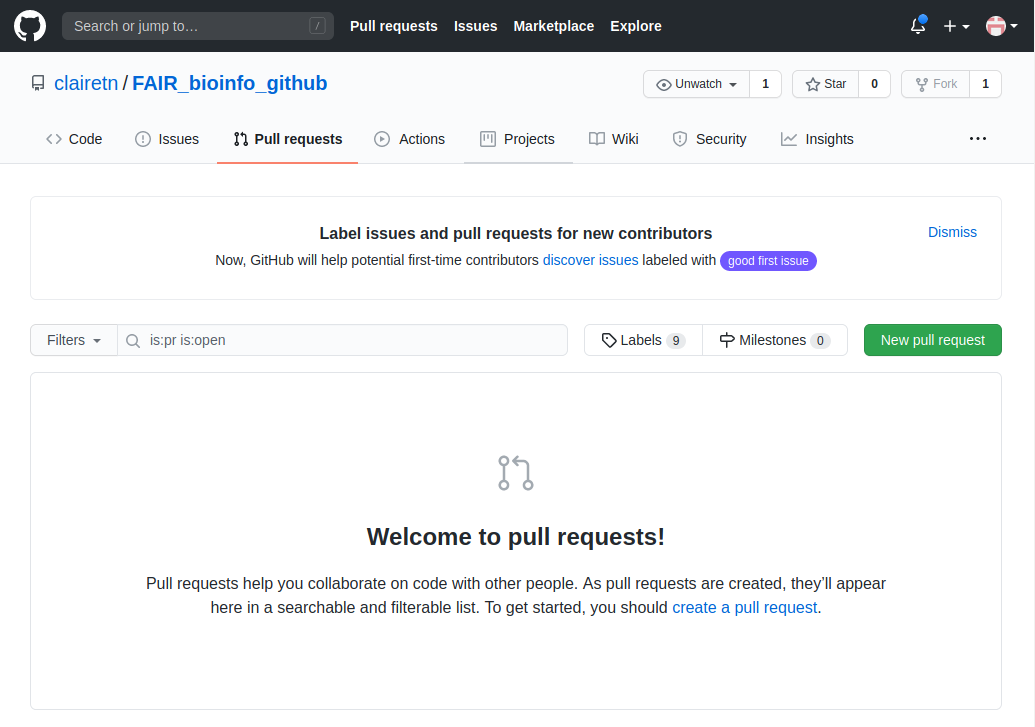 Search or jump to… / Pull requests Issues Marketplace Explore
clairetn / FAIR_bioinfo_github Unwatch 1 Star 0 Fork 1
Code Issues Pull requests Actions Projects Wiki Security Insights ···
Label issues and pull requests for new contributors Dismiss
Now, GitHub will help potential first-time contributors discover issues labeled with good first issue
Filters is:pr is:open Labels 9 Milestones 0 New pull request
Welcome to pull requests!
Pull requests help you collaborate on code with other people. As pull requests are created, they’ll appear
here in a searchable and filterable list. To get started, you should create a pull request.